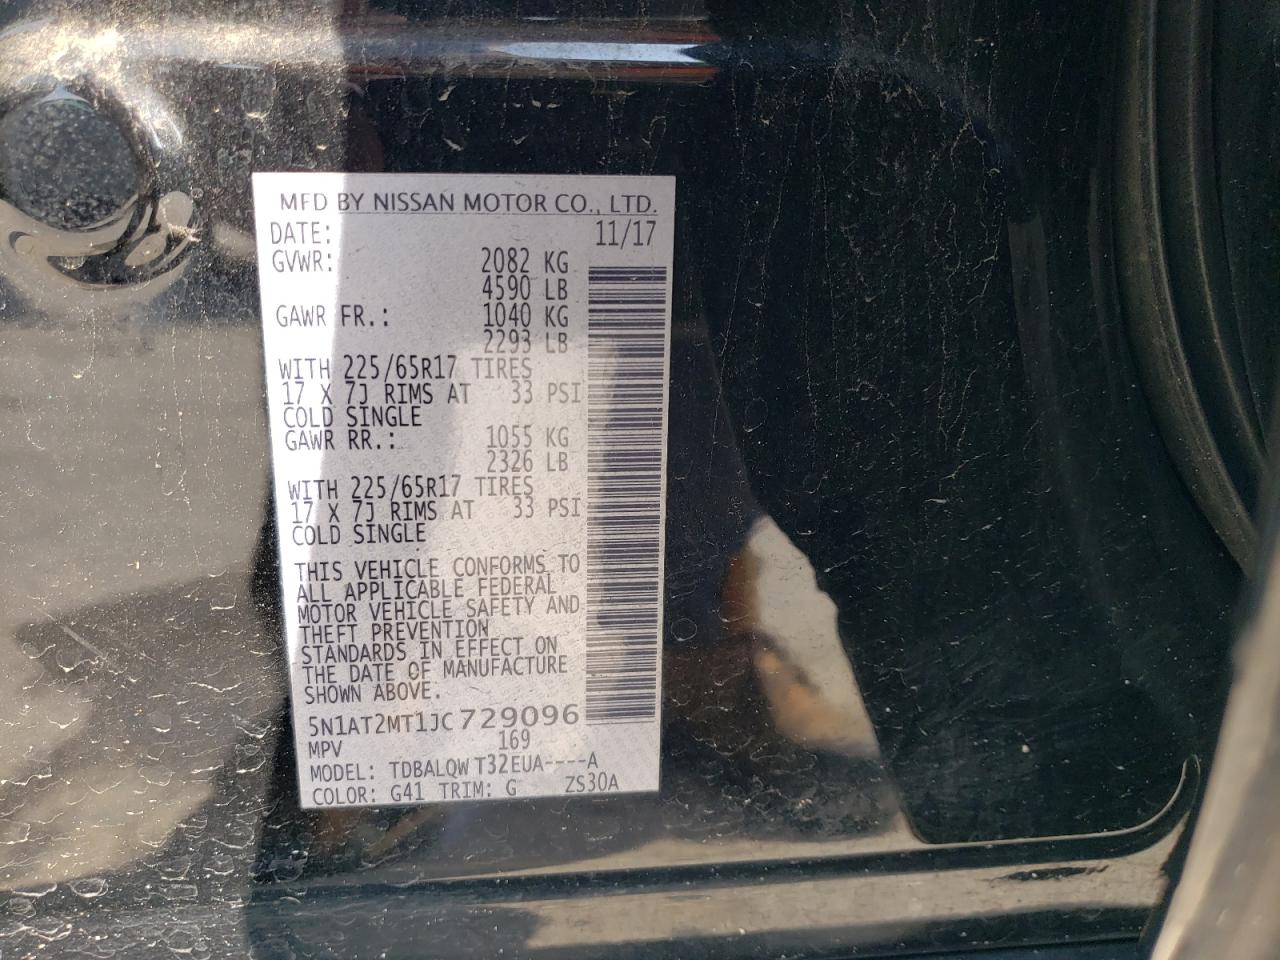 MFD BY NISSAN MOTOR CO., LTD.
DATE: 11/17
GVWR: 2082 KG
4590 LB
GAWR FR.: 1040 KG
2293 LB
WITH 225/65R17 TIRES
17 X 7J RIMS AT 33 PSI
COLD SINGLE
GAWR RR.: 1055 KG
2326 LB
WITH 225/65R17 TIRES
17 X 7J RIMS AT 33 PSI
COLD SINGLE
THIS VEHICLE CONFORMS TO
ALL APPLICABLE FEDERAL
MOTOR VEHICLE SAFETY AND
THEFT PREVENTION
STANDARDS IN EFFECT ON
THE DATE OF MANUFACTURE
SHOWN ABOVE.
5N1AT2MT1JC729096
MPV 169
MODEL: TDBALQW T32EUA----A
COLOR: G41 TRIM: G ZS30A